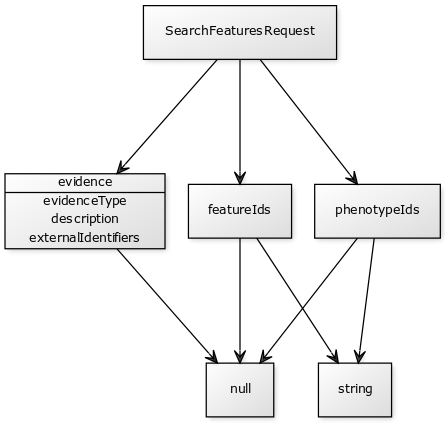 SearchFeaturesRequest
evidence
evidenceType
description
externalIdentifiers
featureIds
phenotypeIds
null
string